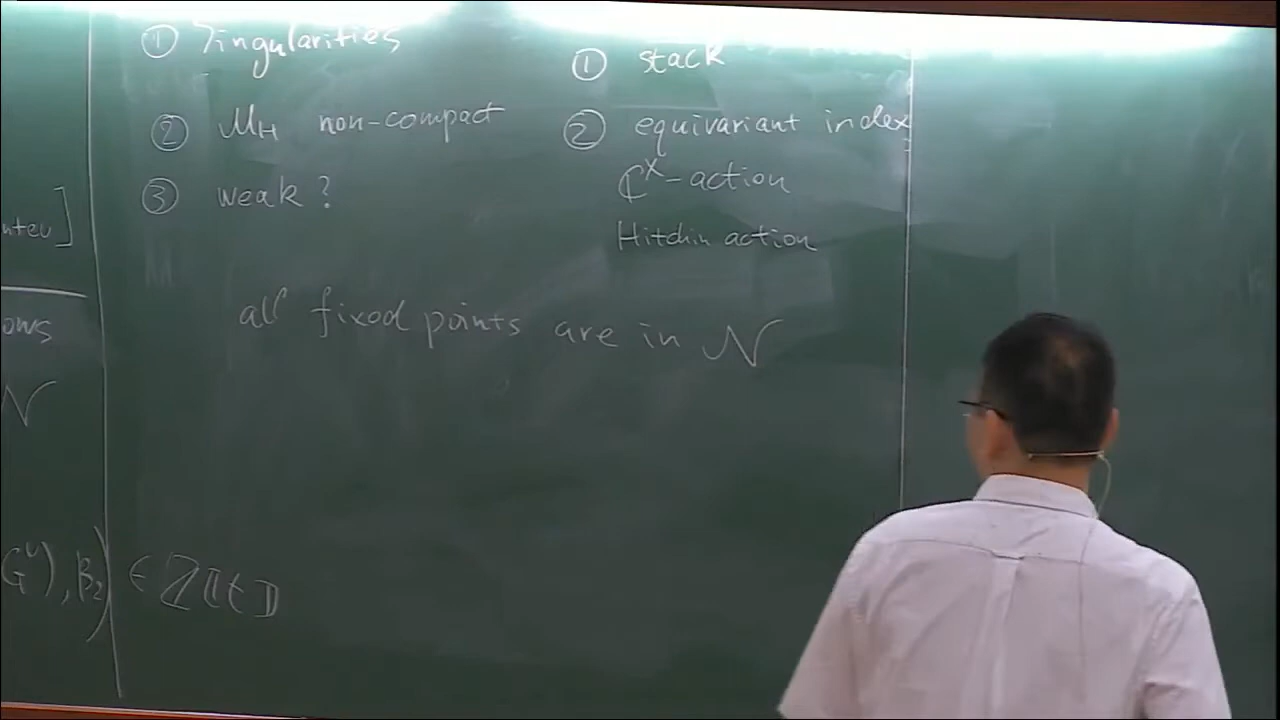 ① Singularities
② M_H non-compact
③ weak?
① stack
② equivariant index
ℂ^×-action
Hitchin action
all fixed points are in 𝒩
ows
𝒩
G^∨), β₂) ∈ ℤ⟦t⟧